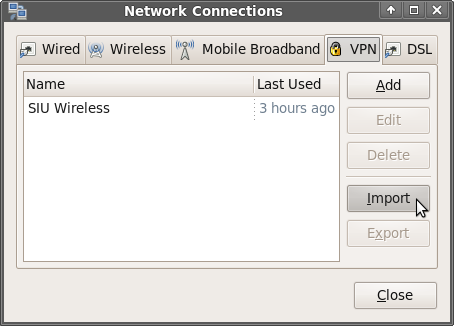 Network Connections
Wired Wireless Mobile Broadband VPN DSL
Name Last Used Add
SIU Wireless 3 hours ago
Edit
Delete
Import
Export
Close